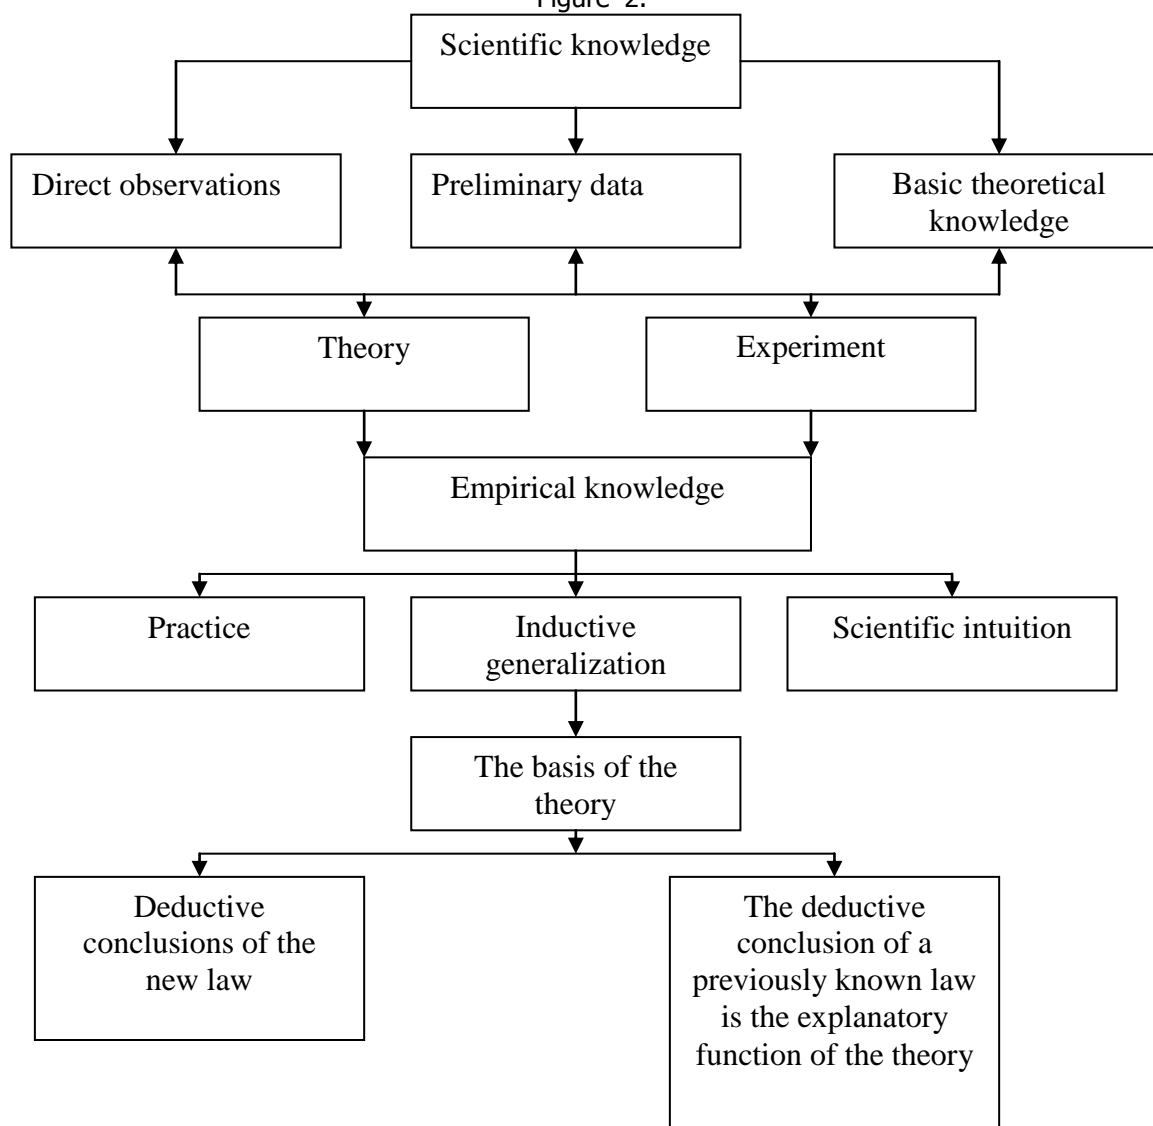 Figure 2.
Scientific knowledge
Direct observations
Preliminary data
Basic theoretical
knowledge
Theory
Experiment
Empirical knowledge
Practice
Inductive
generalization
Scientific intuition
The basis of the
theory
Deductive
conclusions of the
new law
The deductive
conclusion of a
previously known law
is the explanatory
function of the theory